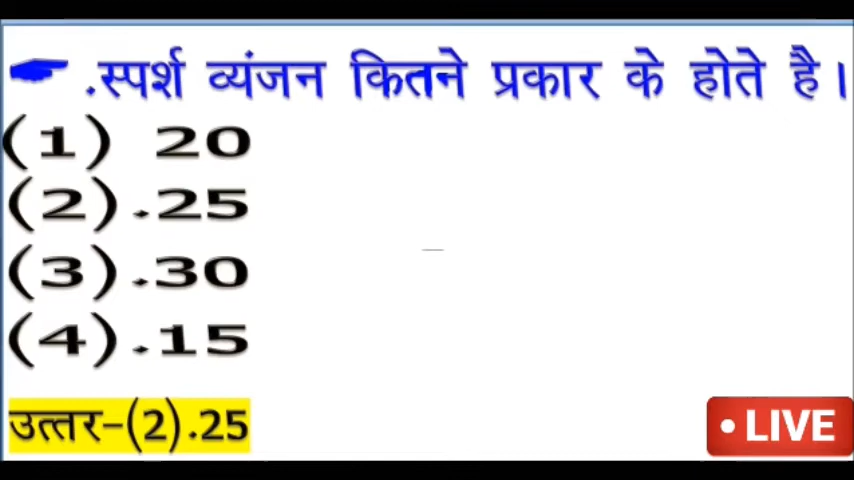 .स्पर्श व्यंजन कितने प्रकार के होते है।
(1) 20
(2).25
(3).30
(4).15
उत्तर-(2).25
• LIVE